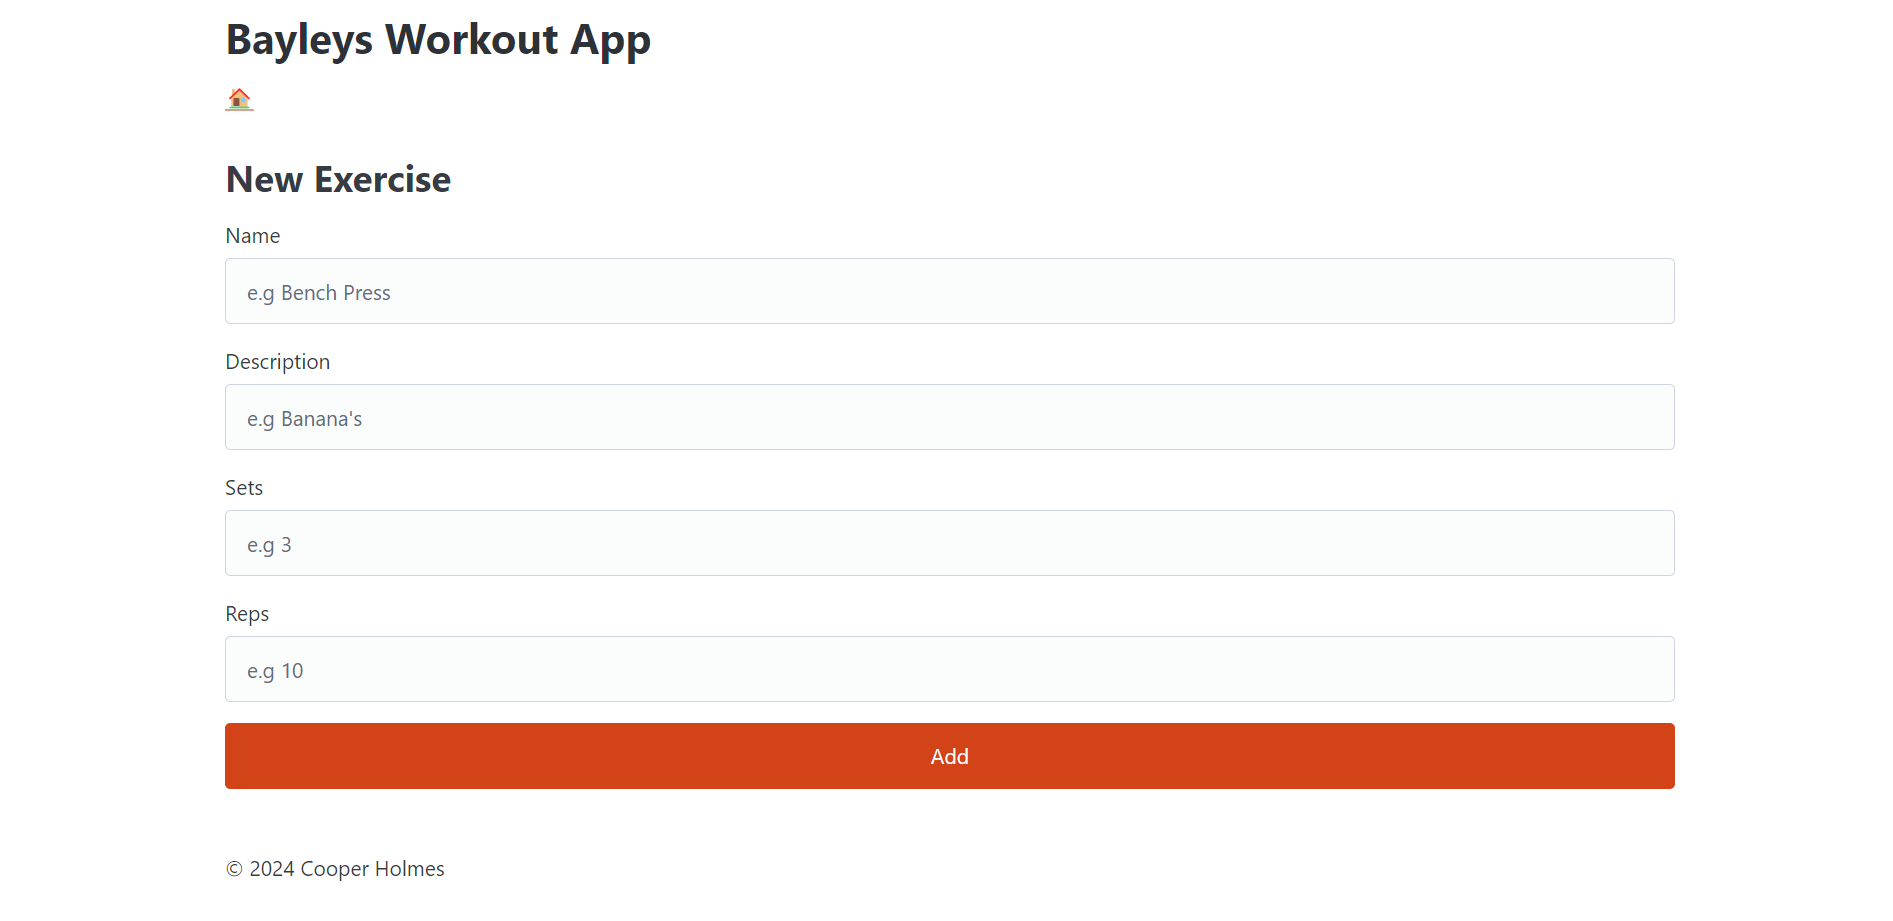 Bayleys Workout App
New Exercise
Name
e.g Bench Press
Description
e.g Banana's
Sets
e.g 3
Reps
e.g 10
Add
© 2024 Cooper Holmes